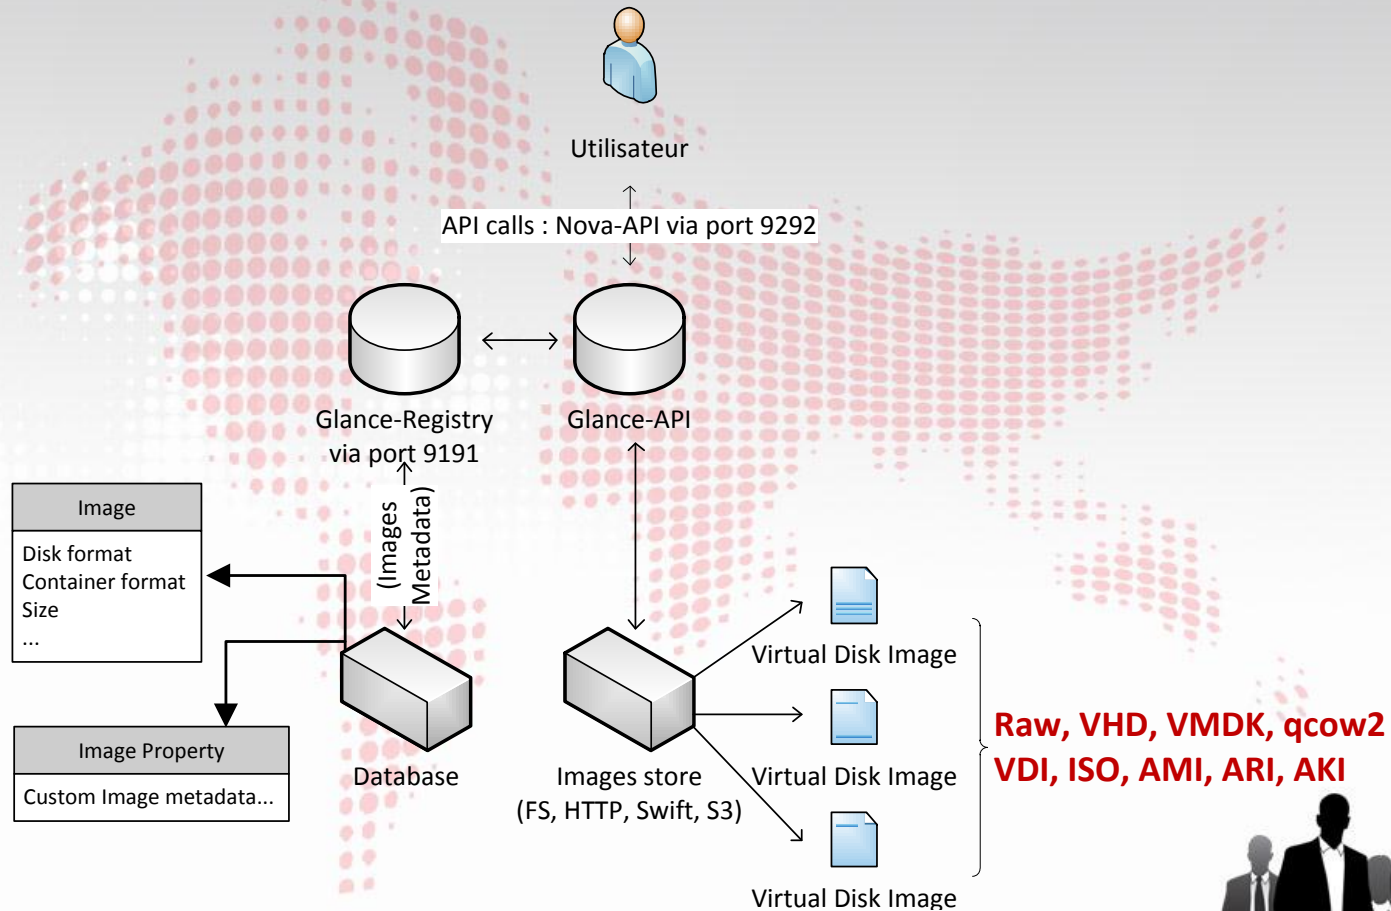 Utilisateur
API calls : Nova-API via port 9292
Glance-Registry
via port 9191
Glance-API
(Images
Metadata)
Image
Disk format
Container format
Size
...
Image Property
Custom Image metadata...
Database
Images store
(FS, HTTP, Swift, S3)
Virtual Disk Image
Virtual Disk Image
Virtual Disk Image
Raw, VHD, VMDK, qcow2
VDI, ISO, AMI, ARI, AKI